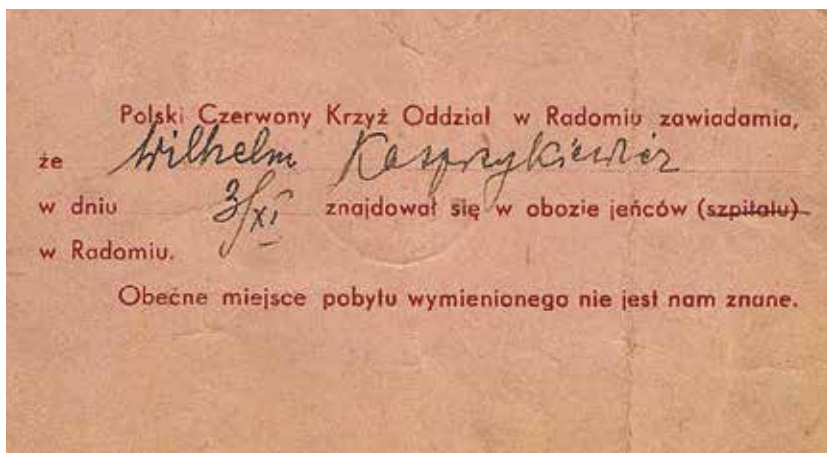 Polski Czerwony Krzyż Oddział w Radomiu zawiadamia,
że Wilhelm Kasprzykiewicz
w dniu 3/XI znajdował się w obozie jeńców (szpitalu)
w Radomiu.
Obecne miejsce pobytu wymienionego nie jest nam znane.